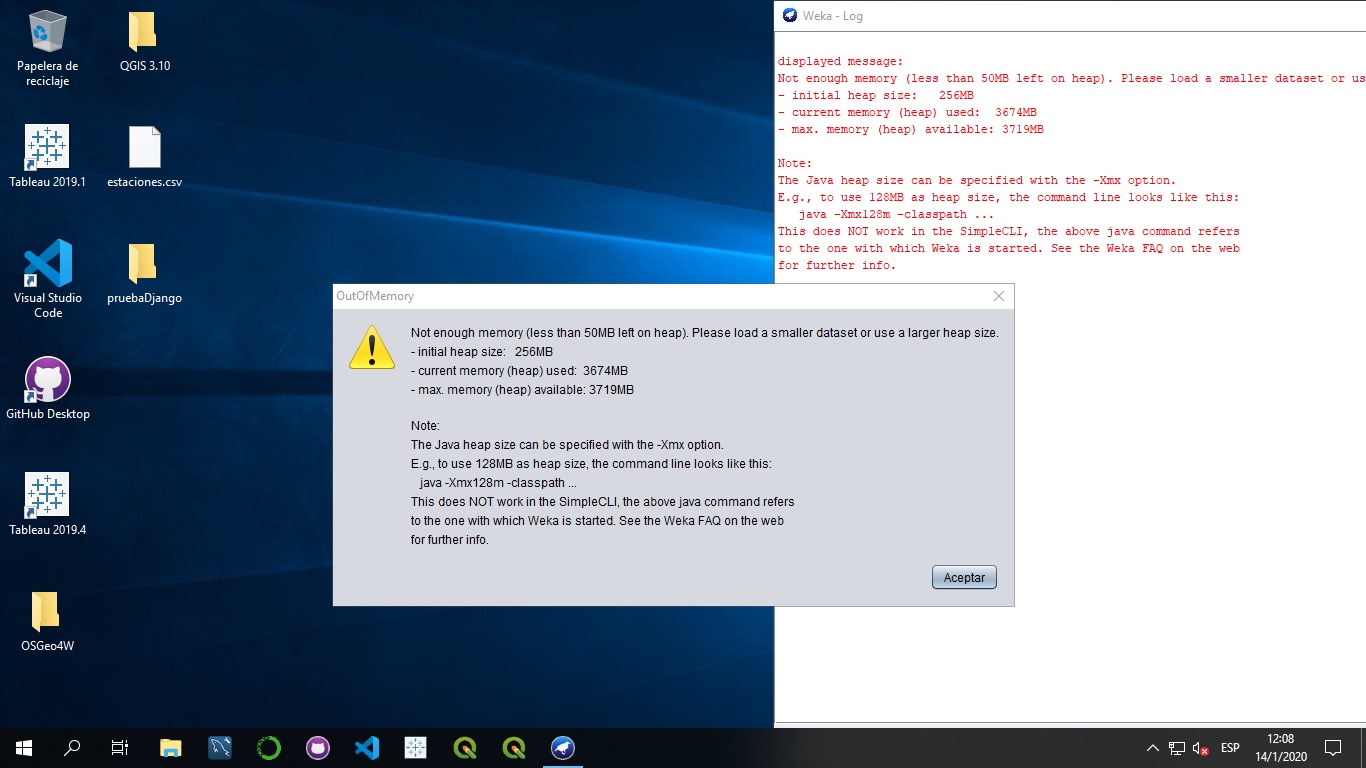 Papelera de
reciclaje
QGIS 3.10
Tableau 2019.1
estaciones.csv
Visual Studio
Code
pruebaDjango
GitHub Desktop
Tableau 2019.4
OSGeo4W
Weka - Log
displayed message:
Not enough memory (less than 50MB left on heap). Please load a smaller dataset or us
- initial heap size:   256MB
- current memory (heap) used:  3674MB
- max. memory (heap) available: 3719MB
Note:
The Java heap size can be specified with the -Xmx option.
E.g., to use 128MB as heap size, the command line looks like this:
   java -Xmx128m -classpath ...
This does NOT work in the SimpleCLI, the above java command refers
to the one with which Weka is started. See the Weka FAQ on the web
for further info.
OutOfMemory
Not enough memory (less than 50MB left on heap). Please load a smaller dataset or use a larger heap size.
- initial heap size:   256MB
- current memory (heap) used:  3674MB
- max. memory (heap) available: 3719MB
Note:
The Java heap size can be specified with the -Xmx option.
E.g., to use 128MB as heap size, the command line looks like this:
   java -Xmx128m -classpath ...
This does NOT work in the SimpleCLI, the above java command refers
to the one with which Weka is started. See the Weka FAQ on the web
for further info.
Aceptar
ESP
12:08
14/1/2020